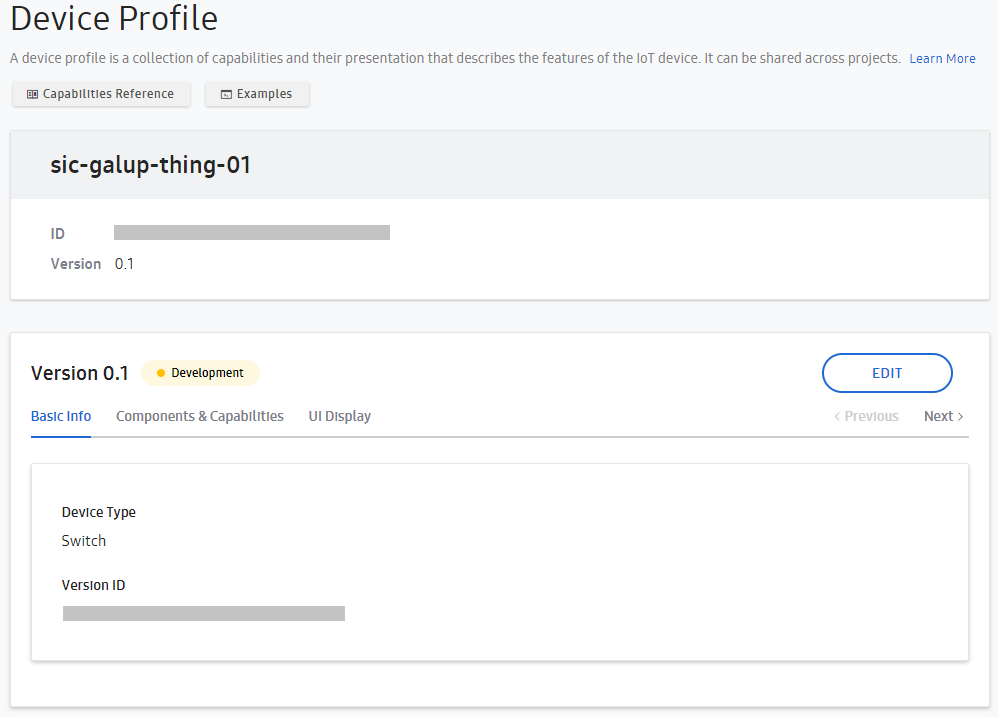 Device Profile
A device profile is a collection of capabilities and their presentation that describes the features of the IoT device. It can be shared across projects. Learn More
Capabilities Reference Examples
sic-galup-thing-01
ID
Version 0.1
Version 0.1 Development EDIT
Basic Info Components & Capabilities UI Display < Previous Next >
Device Type
Switch
Version ID